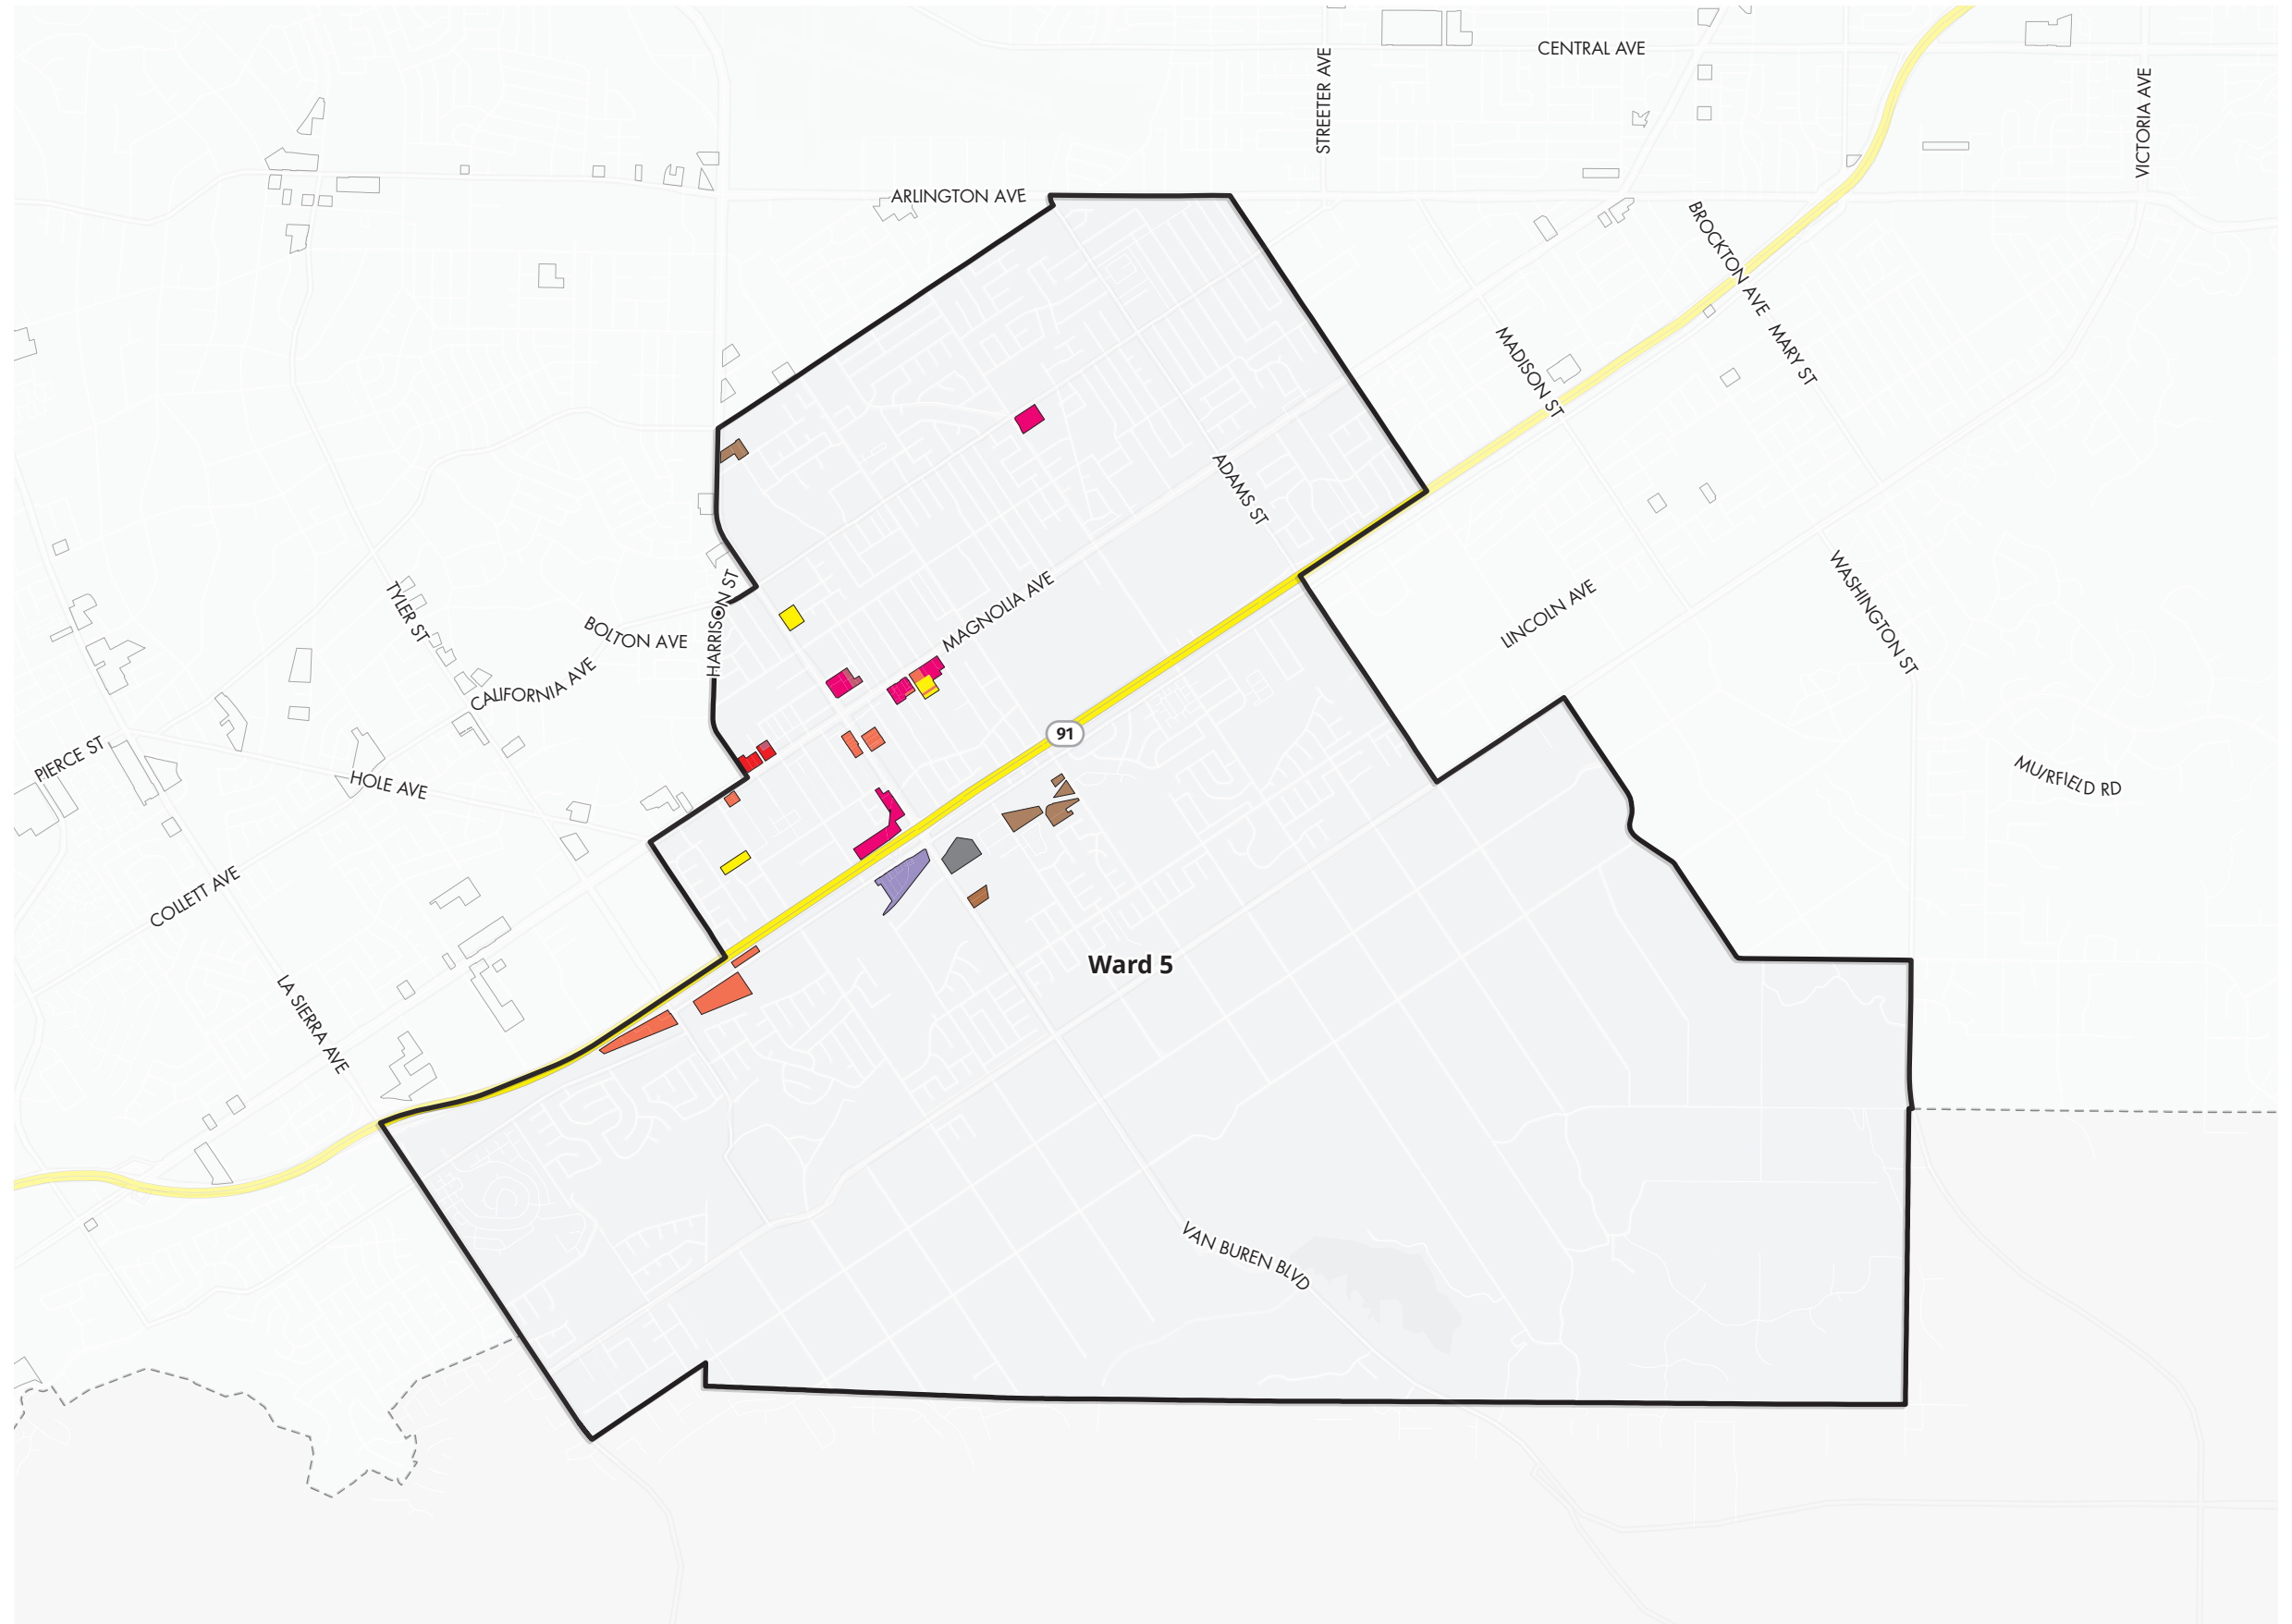 CENTRAL AVE
STREETER AVE
VICTORIA AVE
ARLINGTON AVE
BROCKTON AVE
MARY ST
MADISON ST
ADAMS ST
WASHINGTON ST
LINCOLN AVE
MAGNOLIA AVE
HARRISON ST
BOLTON AVE
TYLER ST
CALIFORNIA AVE
PIERCE ST
HOLE AVE
91
MUIRFIELD RD
COLLETT AVE
Ward 5
LA SIERRA AVE
VAN BUREN BLVD